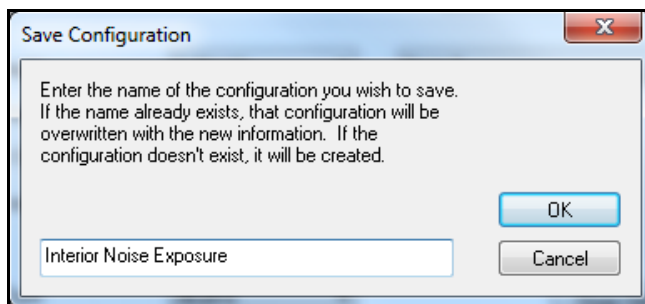 Save Configuration
Enter the name of the configuration you wish to save.
If the name already exists, that configuration will be
overwritten with the new information.  If the
configuration doesn't exist, it will be created.
OK
Interior Noise Exposure
Cancel